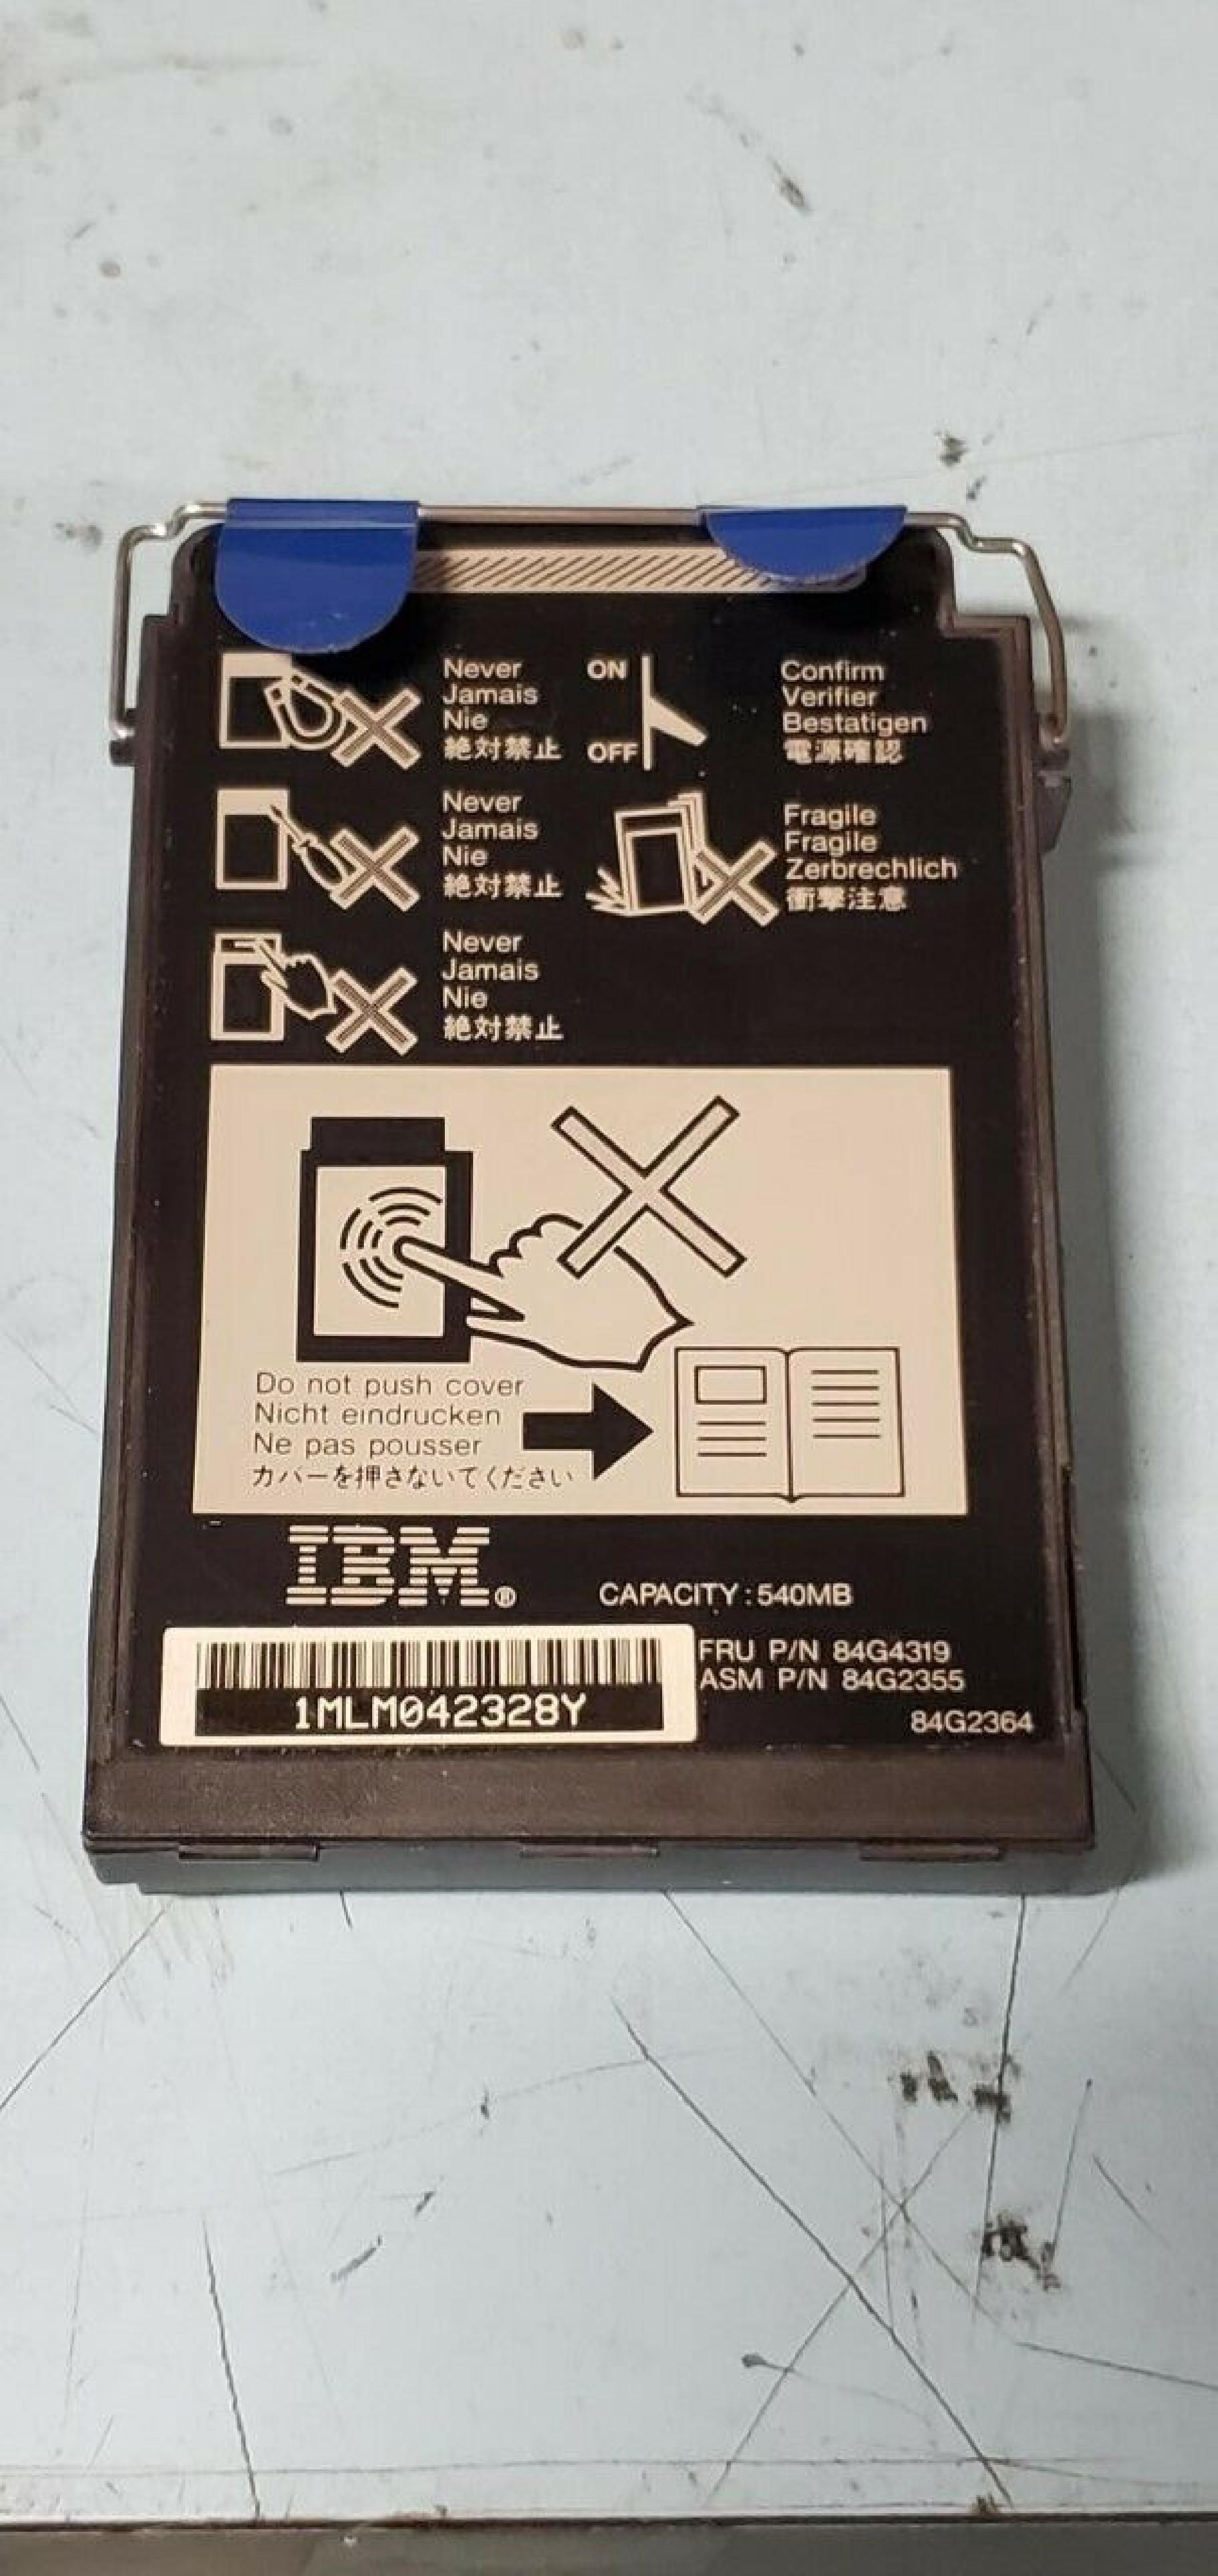 Never
Jamais
Nie
絶対禁止
ON
OFF
Confirm
Verifier
Bestatigen
電源確認
Never
Jamais
Nie
絶対禁止
Fragile
Fragile
Zerbrechlich
衝撃注意
Never
Jamais
Nie
絶対禁止
Do not push cover
Nicht eindrucken
Ne pas pousser
カバーを押さないてください
IBM®
CAPACITY : 540MB
FRU P/N 84G4319
ASM P/N 84G2355
1MLM042328Y
84G2364